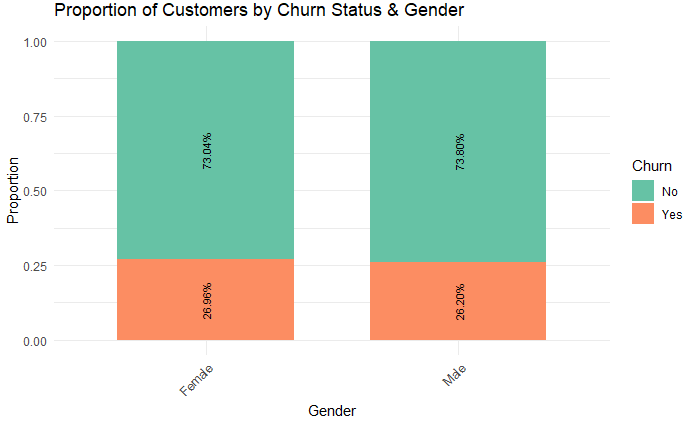 Proportion of Customers by Churn Status & Gender
1.00
0.75
0.50
0.25
0.00
Proportion
73.04%
73.80%
26.96%
26.20%
Female
Male
Gender
Churn
No
Yes